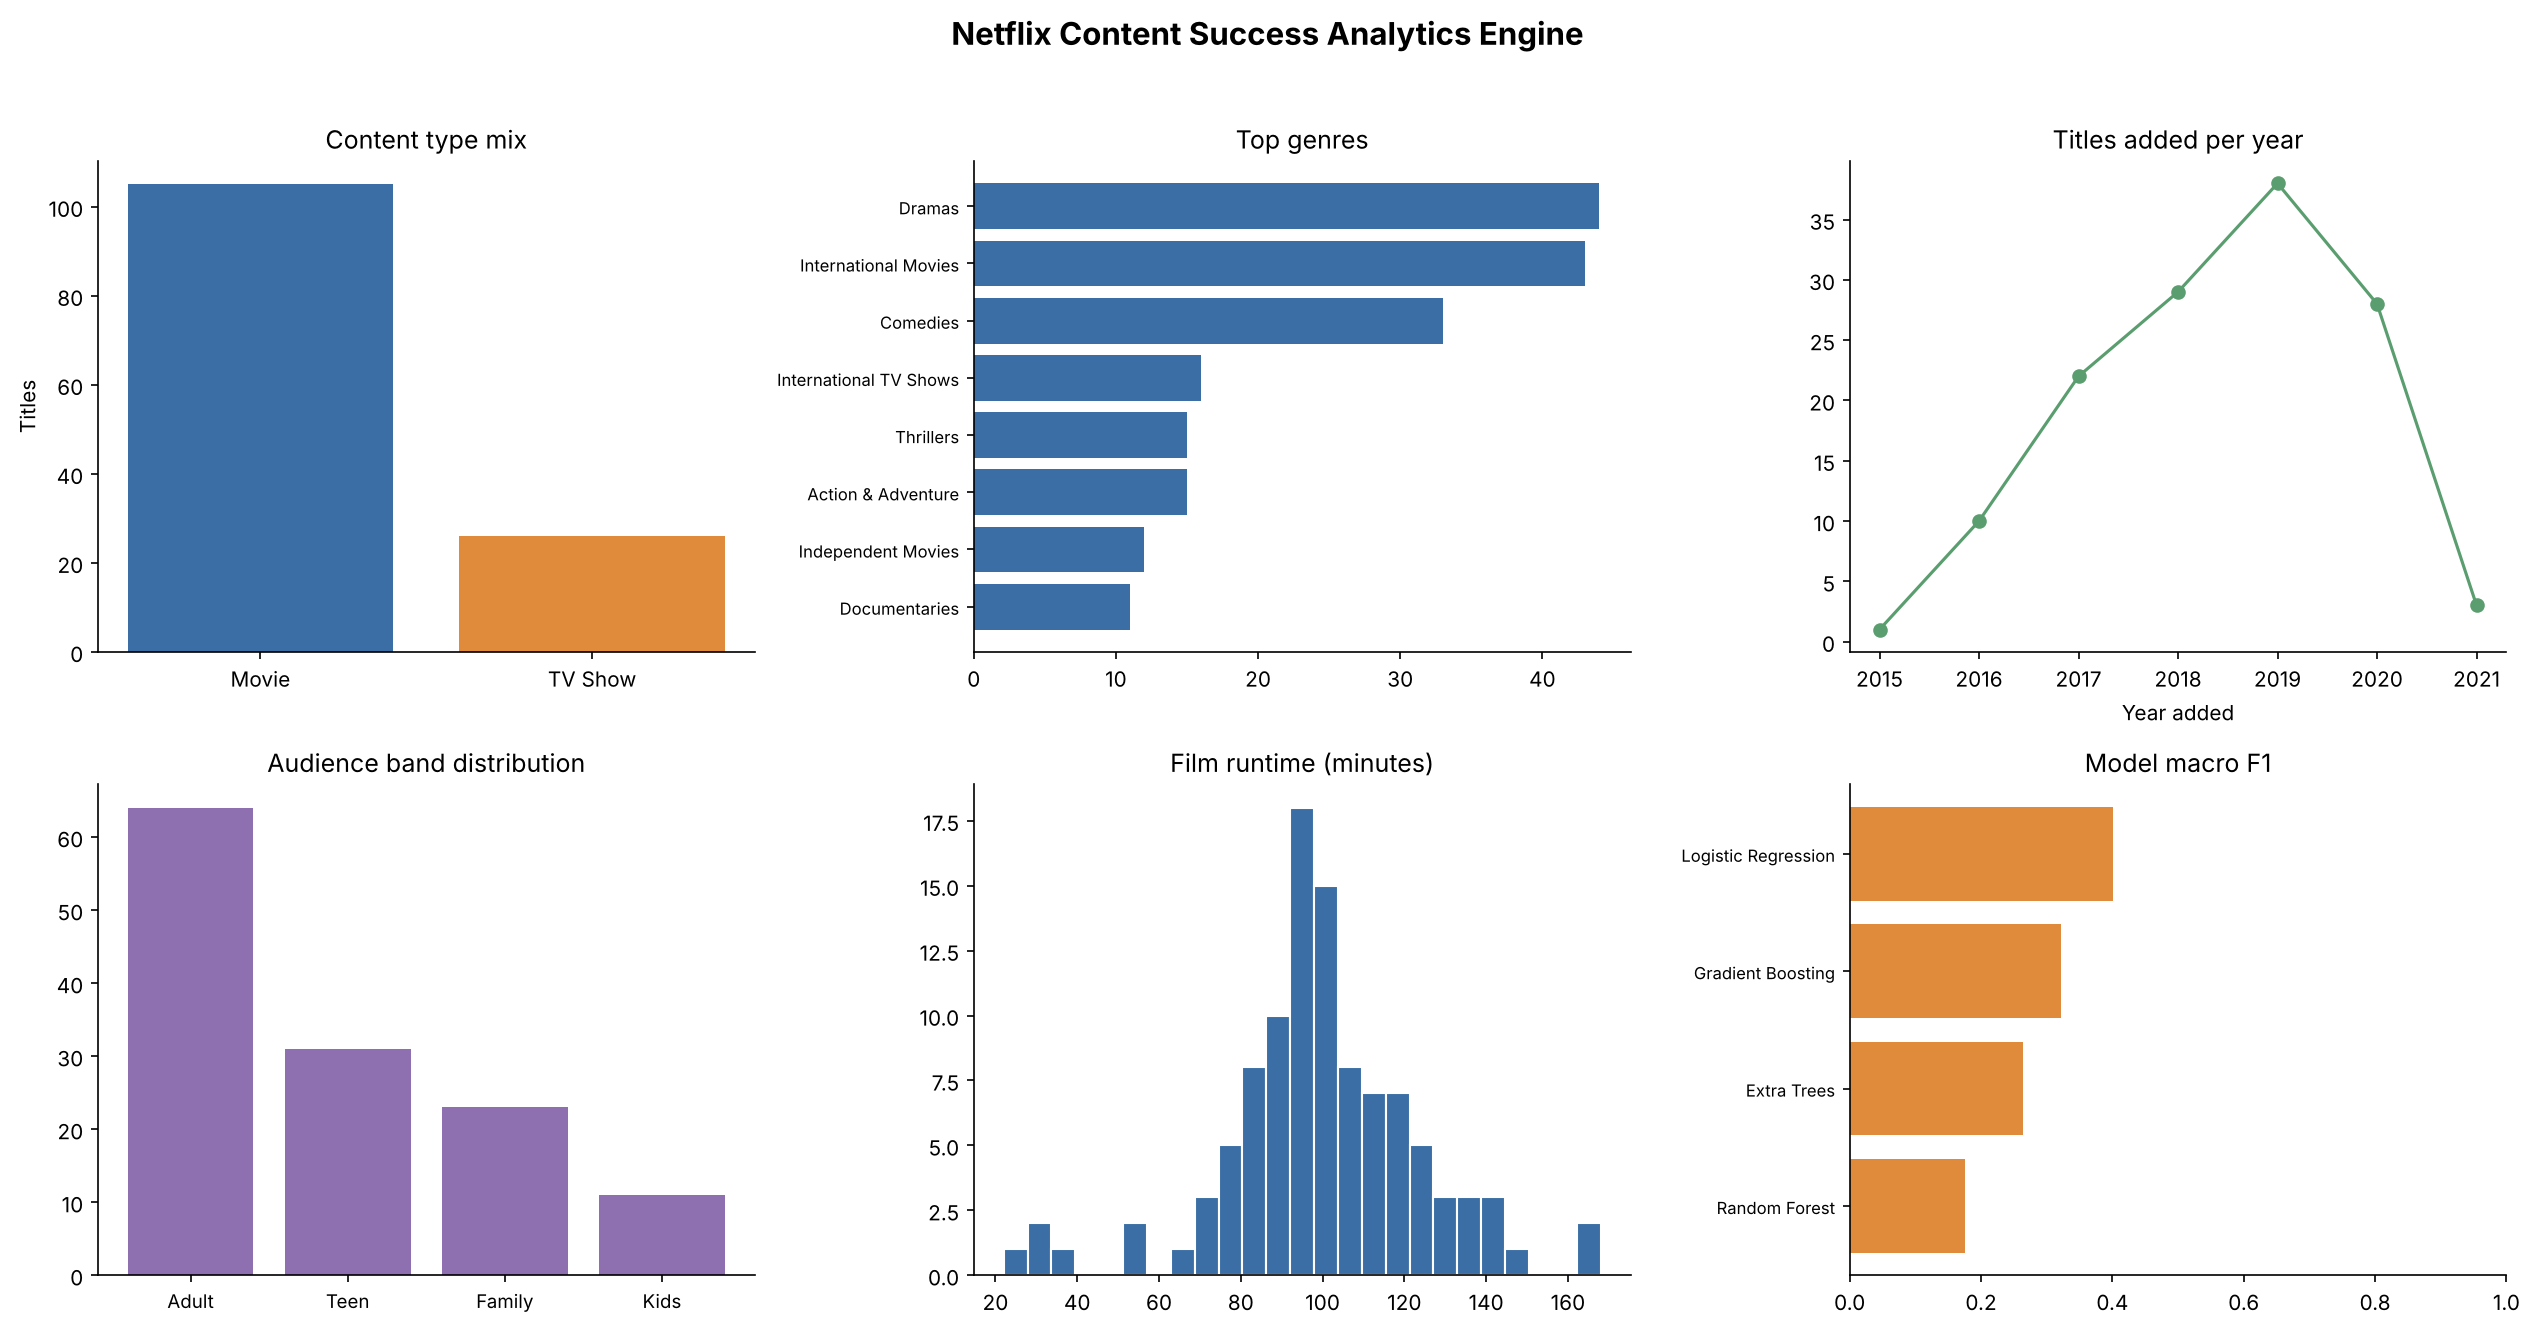 Netflix Content Success Analytics Engine
Content type mix
Titles
100
80
60
40
20
0
Movie
TV Show
Top genres
Dramas
International Movies
Comedies
International TV Shows
Thrillers
Action & Adventure
Independent Movies
Documentaries
0
10
20
30
40
Titles added per year
35
30
25
20
15
10
5
0
2015
2016
2017
2018
2019
2020
2021
Year added
Audience band distribution
60
50
40
30
20
10
0
Adult
Teen
Family
Kids
Film runtime (minutes)
17.5
15.0
12.5
10.0
7.5
5.0
2.5
0.0
20
40
60
80
100
120
140
160
Model macro F1
Logistic Regression
Gradient Boosting
Extra Trees
Random Forest
0.0
0.2
0.4
0.6
0.8
1.0